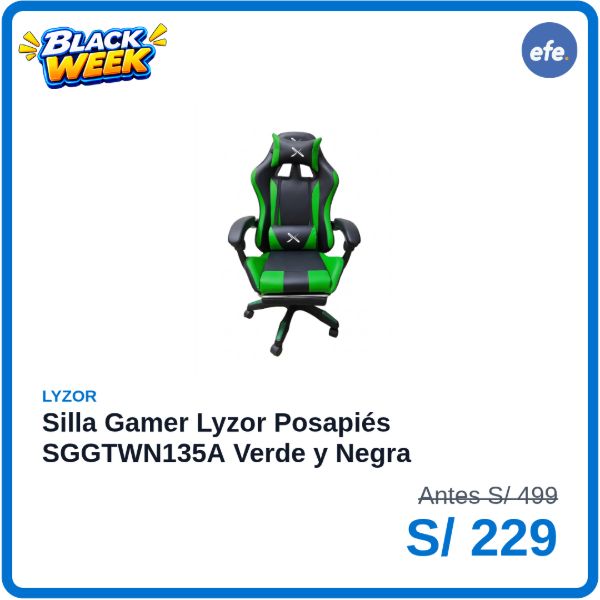 BLACK
WEEK
efe.
LYZOR
Silla Gamer Lyzor Posapiés
SGGTWN135A Verde y Negra
Antes S/ 499
S/ 229